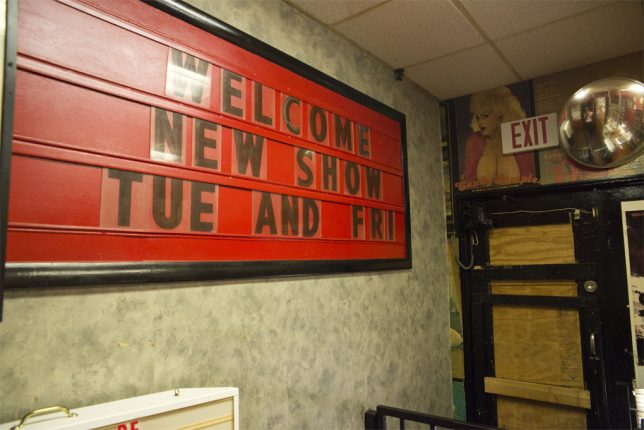 WELCOME
NEW SHOW
TUE AND FRI
EXIT